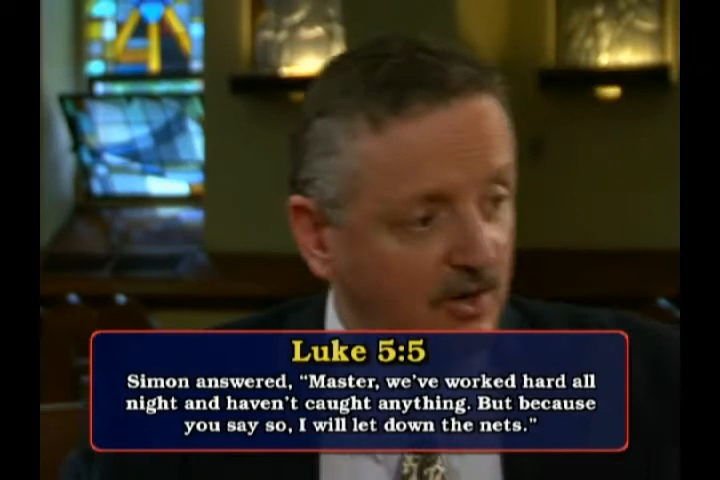 Luke 5:5
Simon answered, “Master, we’ve worked hard all
night and haven’t caught anything. But because
you say so, I will let down the nets.”